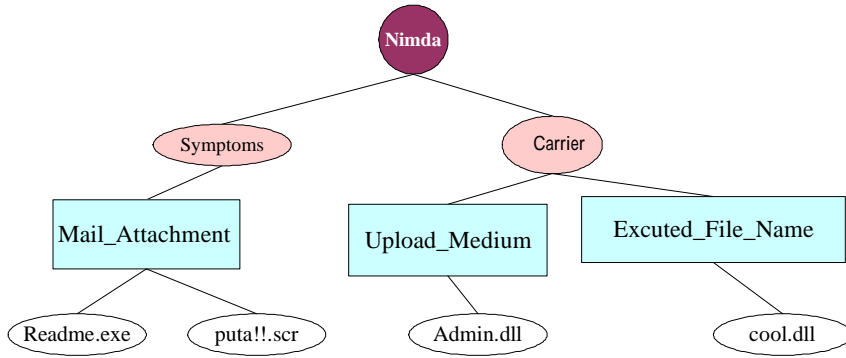 Nimda
Symptoms
Carrier
Mail_Attachment
Upload_Medium
Excuted_File_Name
Readme.exe
puta!!.scr
Admin.dll
cool.dll